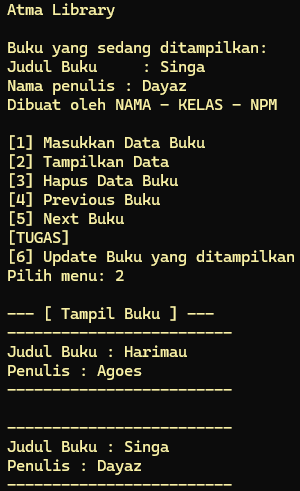 Atma Library
Buku yang sedang ditampilkan:
Judul Buku     : Singa
Nama penulis : Dayaz
Dibuat oleh NAMA - KELAS - NPM
[1] Masukkan Data Buku
[2] Tampilkan Data
[3] Hapus Data Buku
[4] Previous Buku
[5] Next Buku
[TUGAS]
[6] Update Buku yang ditampilkan
Pilih menu: 2
--- [ Tampil Buku ] ---
-------------------------
Judul Buku : Harimau
Penulis : Agoes
-------------------------
-------------------------
Judul Buku : Singa
Penulis : Dayaz
-------------------------